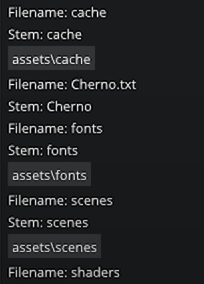 Filename: cache
Stem: cache
assets\cache
Filename: Cherno.txt
Stem: Cherno
Filename: fonts
Stem: fonts
assets\fonts
Filename: scenes
Stem: scenes
assets\scenes
Filename: shaders